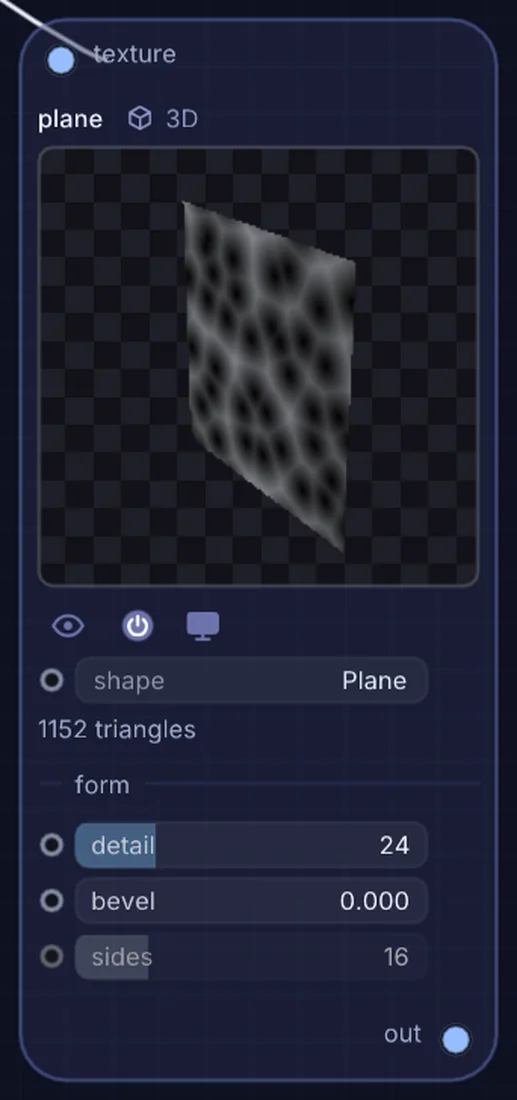 texture
plane 3D
shape Plane
1152 triangles
form
detail 24
bevel 0.000
sides 16
out